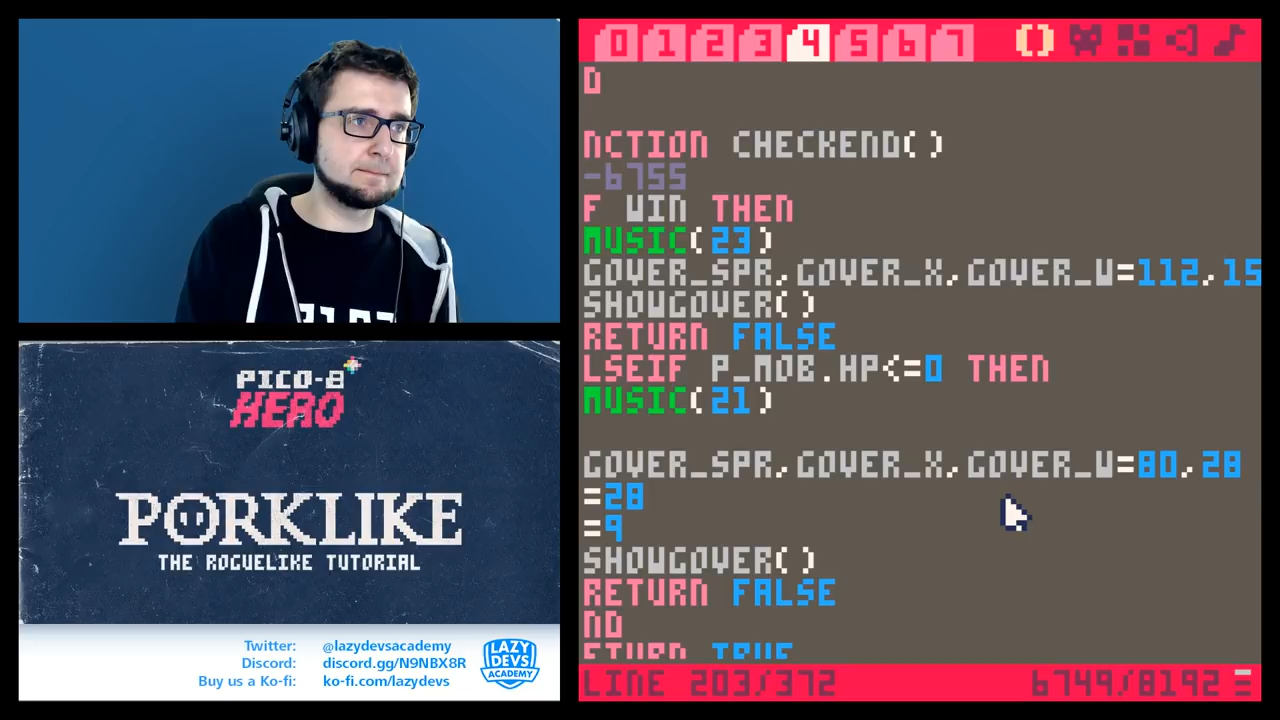 0 1 2 3 4 5 6 7 ()
D
NCTION CHECKEND()
-6755
F WIN THEN
MUSIC(23)
GOVER_SPR,GOVER_X,GOVER_W=112,15
SHOWGOVER()
RETURN FALSE
LSEIF P_MOB.HP<=0 THEN
MUSIC(21)
GOVER_SPR,GOVER_X,GOVER_W=80,28
=28
=9
SHOWGOVER()
RETURN FALSE
ND
ETURN TRUE
LINE 203/372 6749/8192
PICO-8
HERO
PORKLIKE
THE ROGUELIKE TUTORIAL
Twitter: @lazydevsacademy
Discord: discord.gg/N9NBX8R
Buy us a Ko-fi: ko-fi.com/lazydevs
LAZY
DEVS
ACADEMY